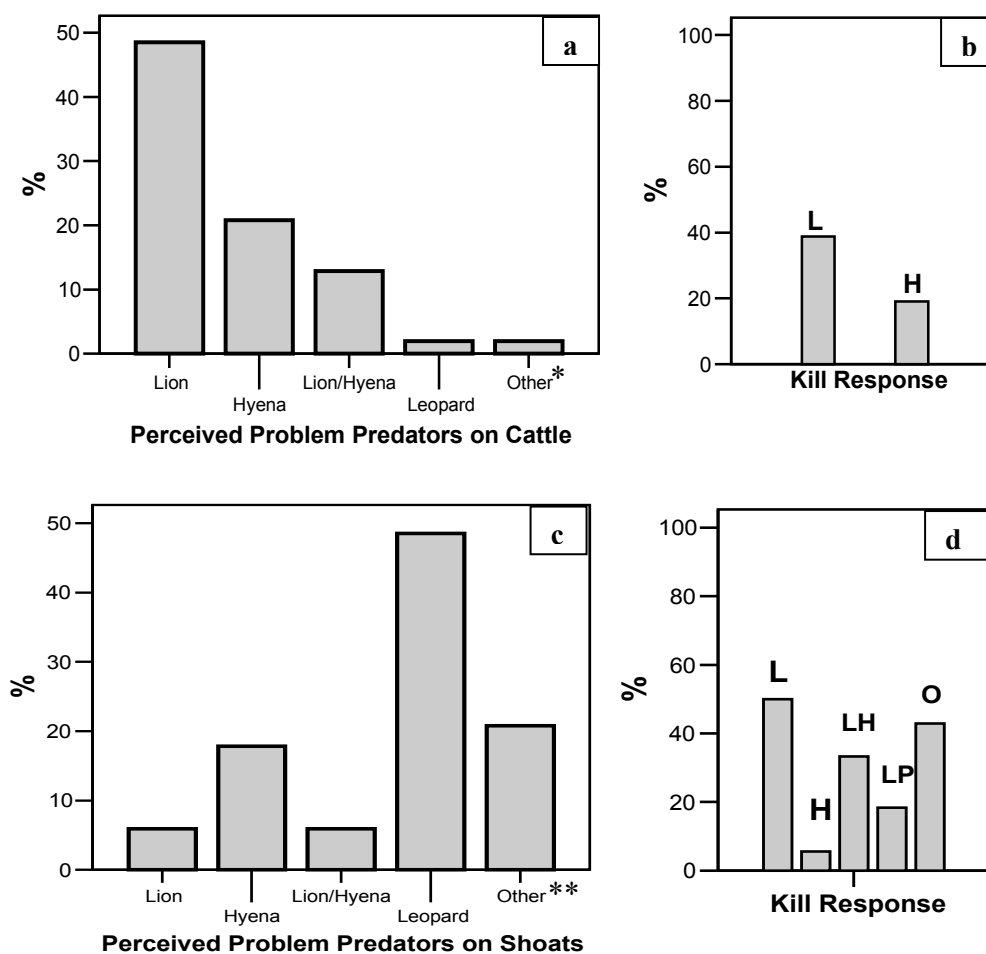 a
50
40
30
20
10
0
%
Lion
Hyena
Lion/Hyena
Leopard
Other*
Perceived Problem Predators on Cattle
b
100
80
60
40
20
0
%
L
H
Kill Response
c
50
40
30
20
10
0
%
Lion
Hyena
Lion/Hyena
Leopard
Other**
Perceived Problem Predators on Shoats
d
100
80
60
40
20
0
%
L
H
LH
LP
O
Kill Response